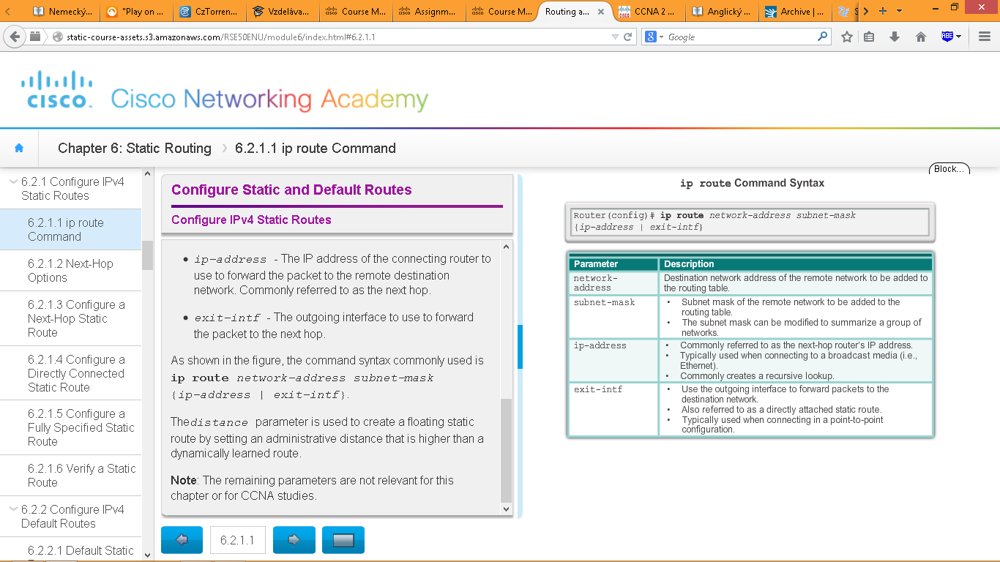 Nemecký ...
"Play on ...
CzTorren...
Vzdeláva...
Course M...
Assignm...
Course M...
Routing a...
CCNA 2 ...
Anglický ...
Archive | ...
static-course-assets.s3.amazonaws.com/RSE50ENU/module6/index.html#6.2.1.1
Google
ABE
CISCO
Cisco Networking Academy
Chapter 6: Static Routing
6.2.1.1 ip route Command
Block...
6.2.1 Configure IPv4
Static Routes
6.2.1.1 ip route
Command
6.2.1.2 Next-Hop
Options
6.2.1.3 Configure a
Next-Hop Static
Route
6.2.1.4 Configure a
Directly Connected
Static Route
6.2.1.5 Configure a
Fully Specified Static
Route
6.2.1.6 Verify a Static
Route
6.2.2 Configure IPv4
Default Routes
6.2.2.1 Default Static
Configure Static and Default Routes
Configure IPv4 Static Routes
• ip-address - The IP address of the connecting router to
use to forward the packet to the remote destination
network. Commonly referred to as the next hop.
• exit-intf - The outgoing interface to use to forward
the packet to the next hop.
As shown in the figure, the command syntax commonly used is
ip route network-address subnet-mask
{ip-address | exit-intf}.
Thedistance parameter is used to create a floating static
route by setting an administrative distance that is higher than a
dynamically learned route.
Note: The remaining parameters are not relevant for this
chapter or for CCNA studies.
6.2.1.1
ip route Command Syntax
Router(config)# ip route network-address subnet-mask
{ip-address | exit-intf}
Parameter Description
network-
address
Destination network address of the remote network to be added to
the routing table.
subnet-mask
• Subnet mask of the remote network to be added to the
routing table.
• The subnet mask can be modified to summarize a group of
networks.
ip-address
• Commonly referred to as the next-hop router's IP address.
• Typically used when connecting to a broadcast media (i.e.,
Ethernet).
• Commonly creates a recursive lookup.
exit-intf
• Use the outgoing interface to forward packets to the
destination network.
• Also referred to as a directly attached static route.
• Typically used when connecting in a point-to-point
configuration.